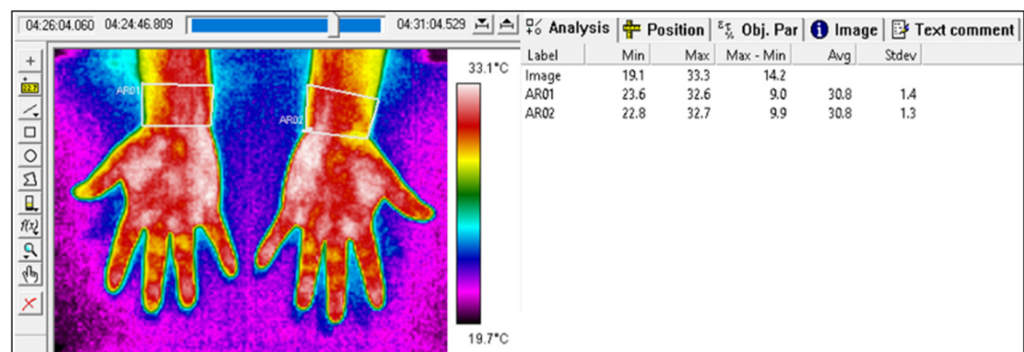 04:26:04.060 04:24:46.809 04:31:04.529
Analysis Position Obj. Par Image Text comment
Label Min Max Max - Min Avg Stdev
Image 19.1 33.3 14.2
AR01 23.6 32.6 9.0 30.8 1.4
AR02 22.8 32.7 9.9 30.8 1.3
33.1°C
AR01
AR02
f(x)
19.7°C